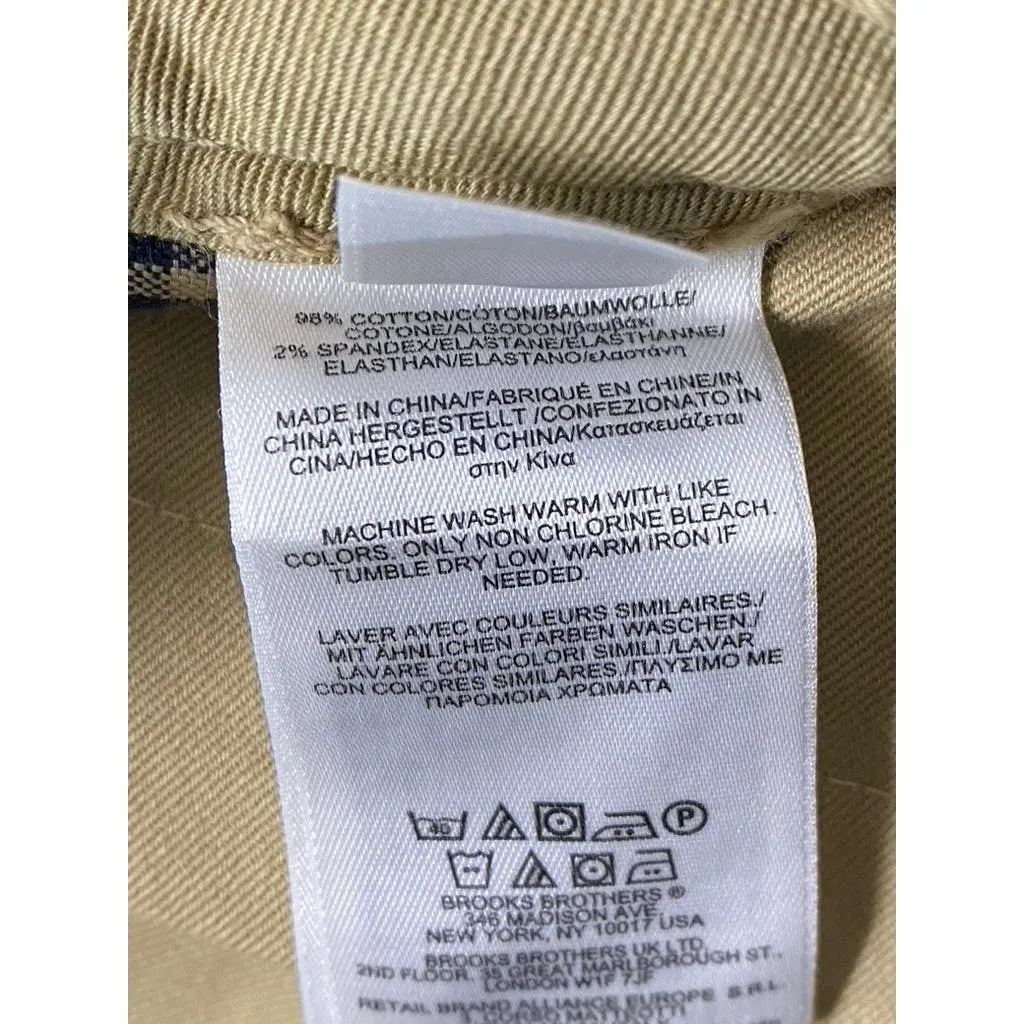 98% COTTON/COTON/BAUMWOLLE/
COTONE/ALGODON/βαμβάκι
2% SPANDEX/ELASTANE/ELASTHANNE/
ELASTHAN/ELASTANO/ελαστάνη
MADE IN CHINA/FABRIQUÉ EN CHINE/IN
CHINA HERGESTELLT /CONFEZIONATO IN
CINA/HECHO EN CHINA/Κατασκευάζεται
στην Κίνα
MACHINE WASH WARM WITH LIKE
COLORS, ONLY NON CHLORINE BLEACH.
TUMBLE DRY LOW, WARM IRON IF
NEEDED.
LAVER AVEC COULEURS SIMILAIRES./
MIT ÄHNLICHEN FARBEN WASCHEN./
LAVARE CON COLORI SIMILI./LAVAR
CON COLORES SIMILARES./ΠΛΥΣΙΜΟ ΜΕ
ΠΑΡΟΜΟΙΑ ΧΡΩΜΑΤΑ
40 P
BROOKS BROTHERS ®
346 MADISON AVE.
NEW YORK, NY 10017 USA
BROOKS BROTHERS UK LTD.
2ND FLOOR, 35 GREAT MARLBOROUGH ST.,
LONDON W1F 7JF
RETAIL BRAND ALLIANCE EUROPE S.R.L.
CORSO MATTEOTTI